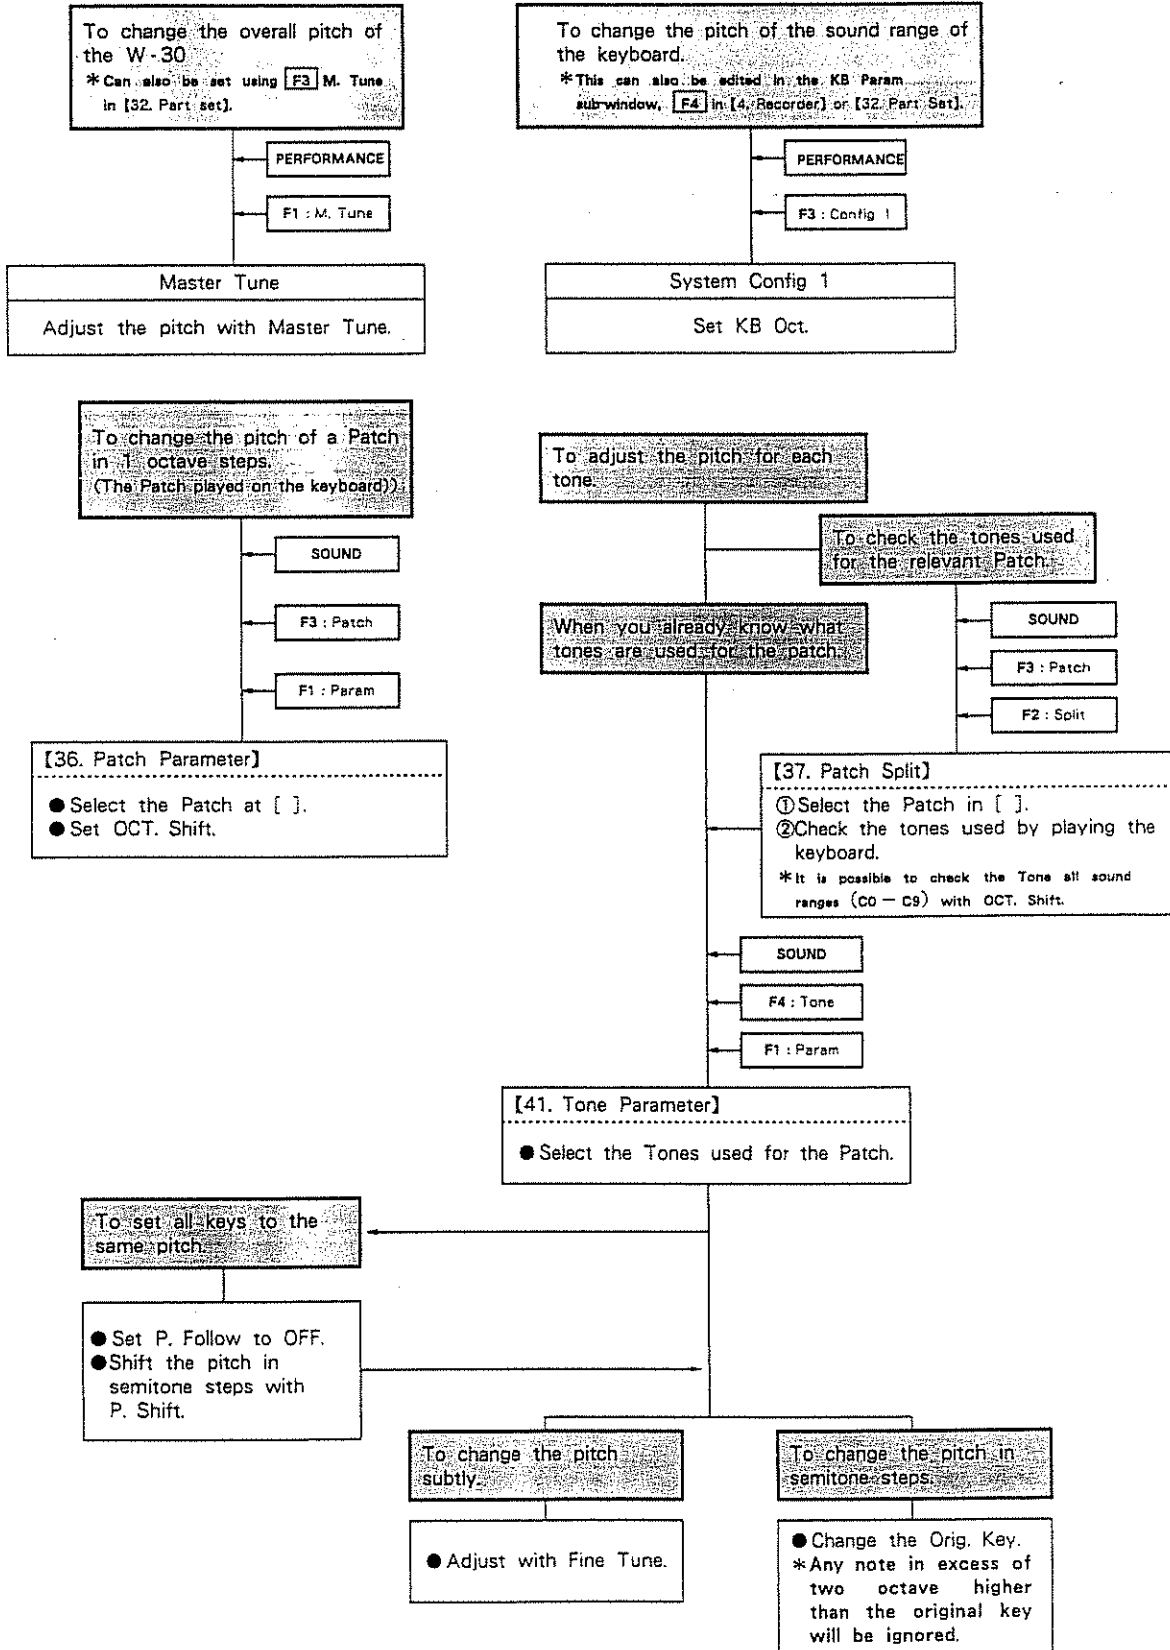 To change the overall pitch of
the W-30
*Can also be set using F3 M. Tune
in [32. Part set].
PERFORMANCE
F1 : M. Tune
Master Tune
Adjust the pitch with Master Tune.
To change the pitch of the sound range of
the keyboard.
*This can also be edited in the KB Param
sub-window, F4 in [4. Recorder] or [32. Part Set].
PERFORMANCE
F3 : Config 1
System Config 1
Set KB Oct.
To change the pitch of a Patch
in 1 octave steps.
(The Patch played on the keyboard))
SOUND
F3 : Patch
F1 : Param
[36. Patch Parameter]
●Select the Patch at [ ].
●Set OCT. Shift.
To adjust the pitch for each
tone.
To check the tones used
for the relevant Patch.
When you already know what
tones are used for the patch.
SOUND
F3 : Patch
F2 : Split
[37. Patch Split]
①Select the Patch in [ ].
②Check the tones used by playing the
keyboard.
*It is possible to check the Tone all sound
ranges (C0 — C9) with OCT. Shift.
SOUND
F4 : Tone
F1 : Param
[41. Tone Parameter]
●Select the Tones used for the Patch.
To set all keys to the
same pitch.
●Set P. Follow to OFF.
●Shift the pitch in
semitone steps with
P. Shift.
To change the pitch
subtly.
●Adjust with Fine Tune.
To change the pitch in
semitone steps.
●Change the Orig. Key.
*Any note in excess of
two octave higher
than the original key
will be ignored.